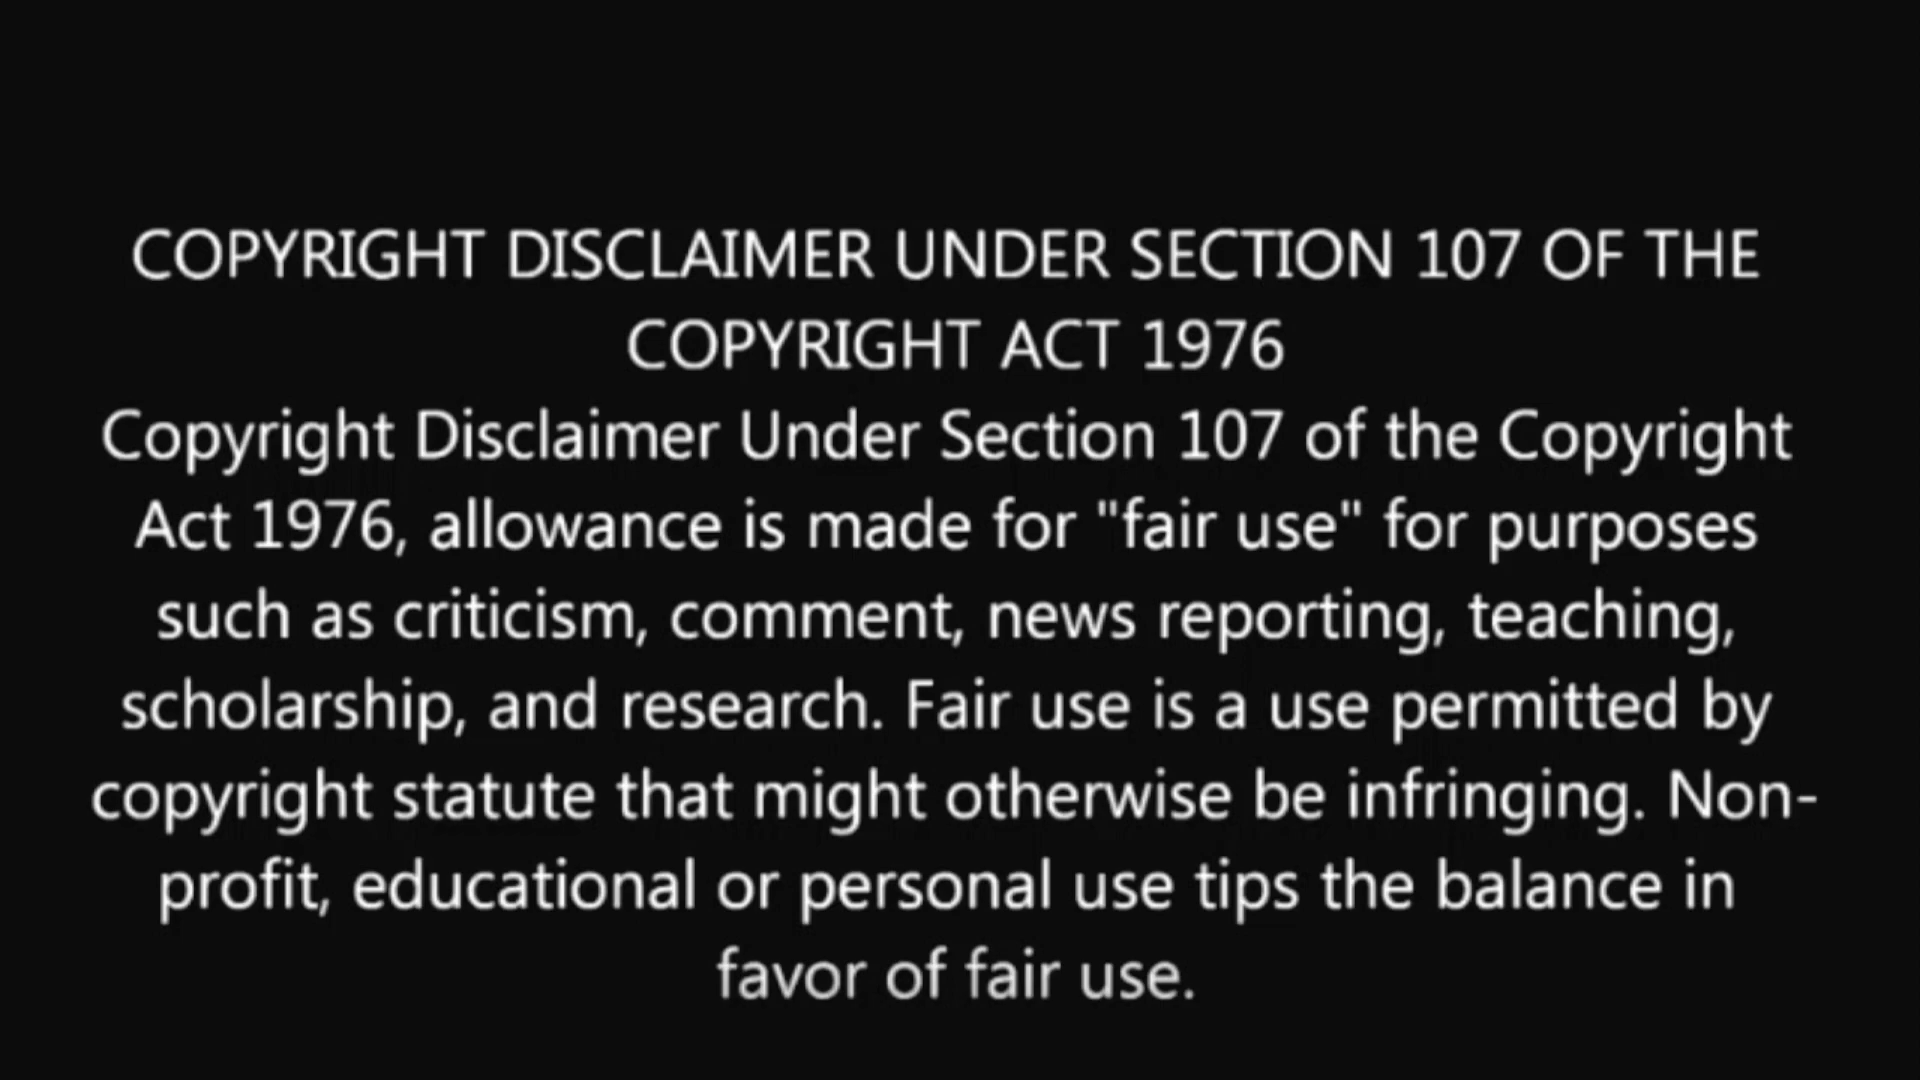 COPYRIGHT DISCLAIMER UNDER SECTION 107 OF THE
COPYRIGHT ACT 1976
Copyright Disclaimer Under Section 107 of the Copyright
Act 1976, allowance is made for "fair use" for purposes
such as criticism, comment, news reporting, teaching,
scholarship, and research. Fair use is a use permitted by
copyright statute that might otherwise be infringing. Non-
profit, educational or personal use tips the balance in
favor of fair use.